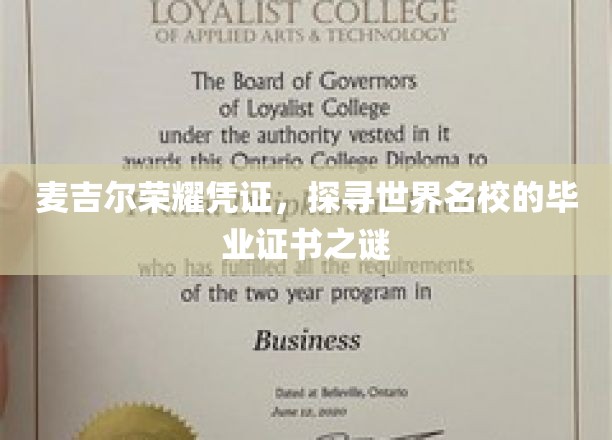 LOYALIST COLLEGE
OF APPLIED ARTS & TECHNOLOGY
The Board of Governors
of Loyalist College
under the authority vested in it
awards this Ontario College Diploma to
麦吉尔荣耀凭证，探寻世界名校的毕
业证书之谜
who has fulfilled all the requirements
of the two year program in
Business
Dated at Belleville, Ontario
June 12, 2020